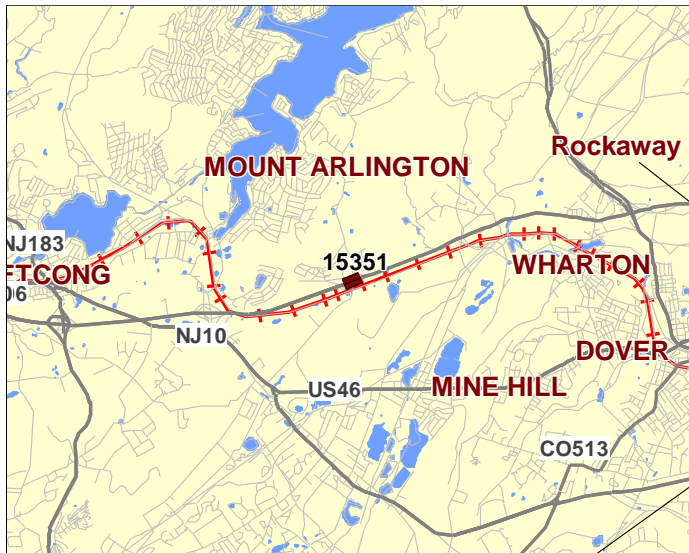 Rockaway
MOUNT ARLINGTON
NJ183
FTCONG
15351
WHARTON
06
NJ10
DOVER
US46
MINE HILL
CO513